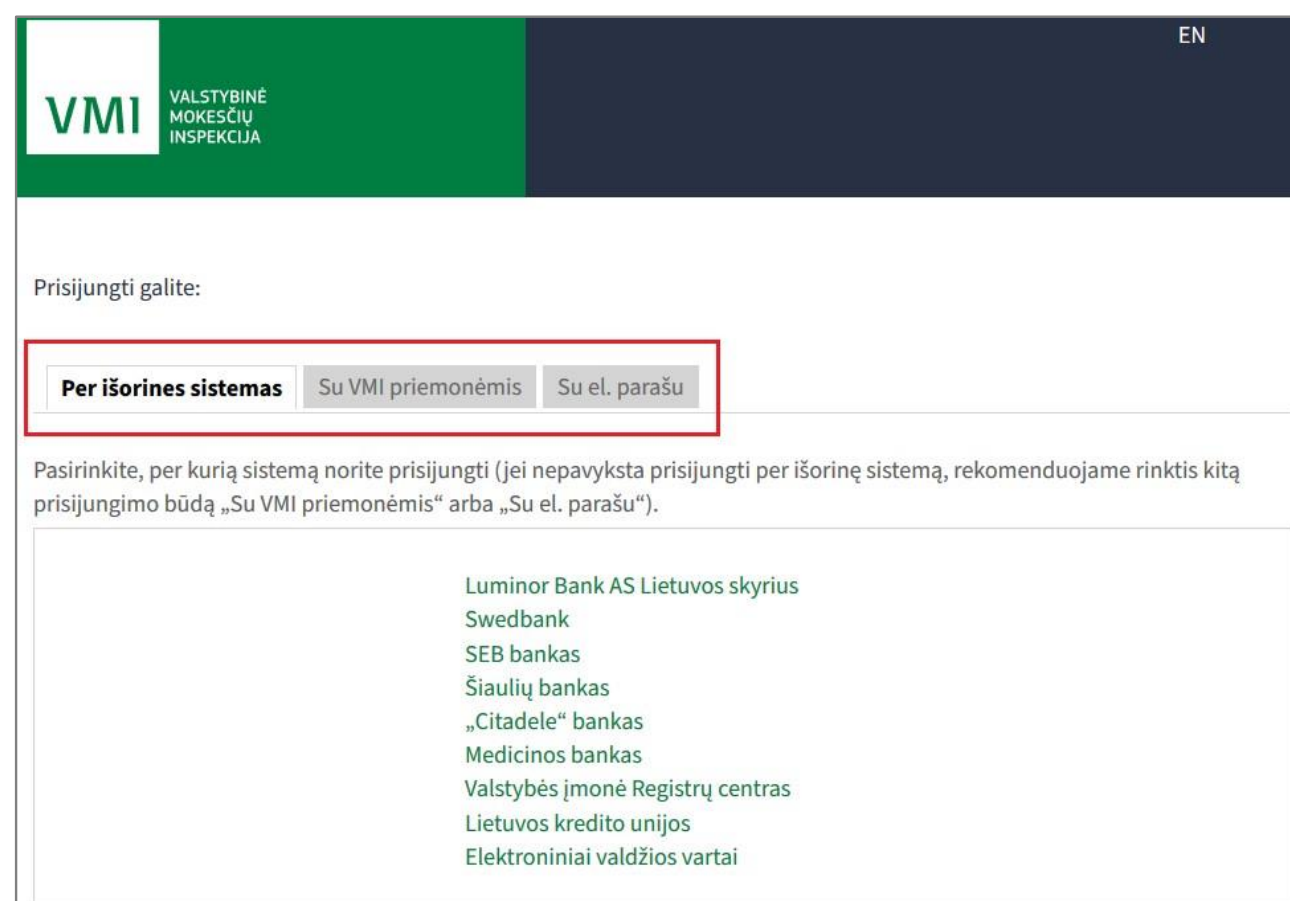 EN
VMI
VALSTYBINĖ
MOKESČIŲ
INSPEKCIJA
Prisijungti galite:
Per išorines sistemas Su VMI priemonėmis Su el. parašu
Pasirinkite, per kurią sistemą norite prisijungti (jei nepavyksta prisijungti per išorinę sistemą, rekomenduojame rinktis kitą
prisijungimo būdą „Su VMI priemonėmis“ arba „Su el. parašu“).
Luminor Bank AS Lietuvos skyrius
Swedbank
SEB bankas
Šiaulių bankas
„Citadele“ bankas
Medicinos bankas
Valstybės įmonė Registrų centras
Lietuvos kredito unijos
Elektroniniai valdžios vartai